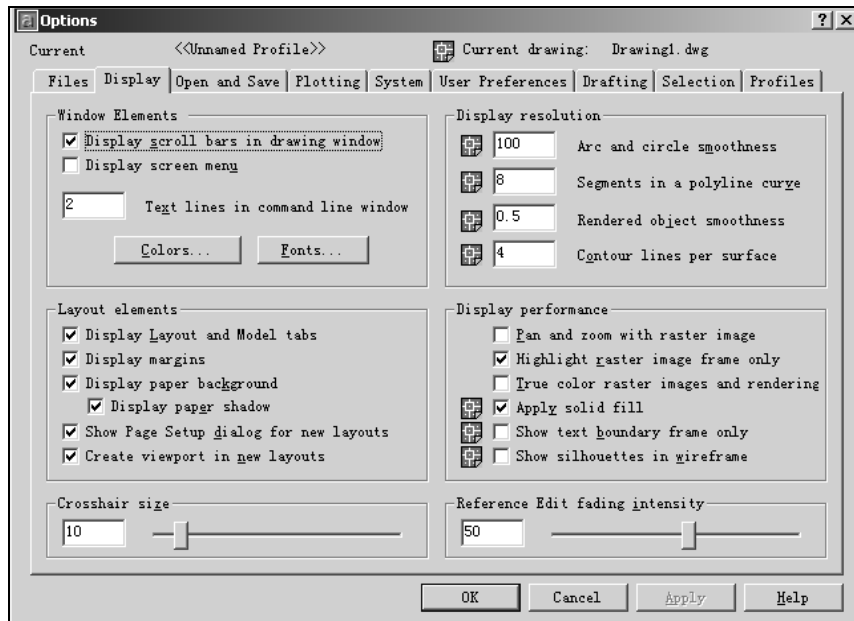 Options
Current <<Unnamed Profile>> Current drawing: Drawing1.dwg
Files Display Open and Save Plotting System User Preferences Drafting Selection Profiles
Window Elements
Display scroll bars in drawing window
Display screen menu
2 Text lines in command line window
Colors... Fonts...
Display resolution
100 Arc and circle smoothness
8 Segments in a polyline curve
0.5 Rendered object smoothness
4 Contour lines per surface
Layout elements
Display Layout and Model tabs
Display margins
Display paper background
Display paper shadow
Show Page Setup dialog for new layouts
Create viewport in new layouts
Display performance
Pan and zoom with raster image
Highlight raster image frame only
True color raster images and rendering
Apply solid fill
Show text boundary frame only
Show silhouettes in wireframe
Crosshair size
10
Reference Edit fading intensity
50
OK Cancel Apply Help